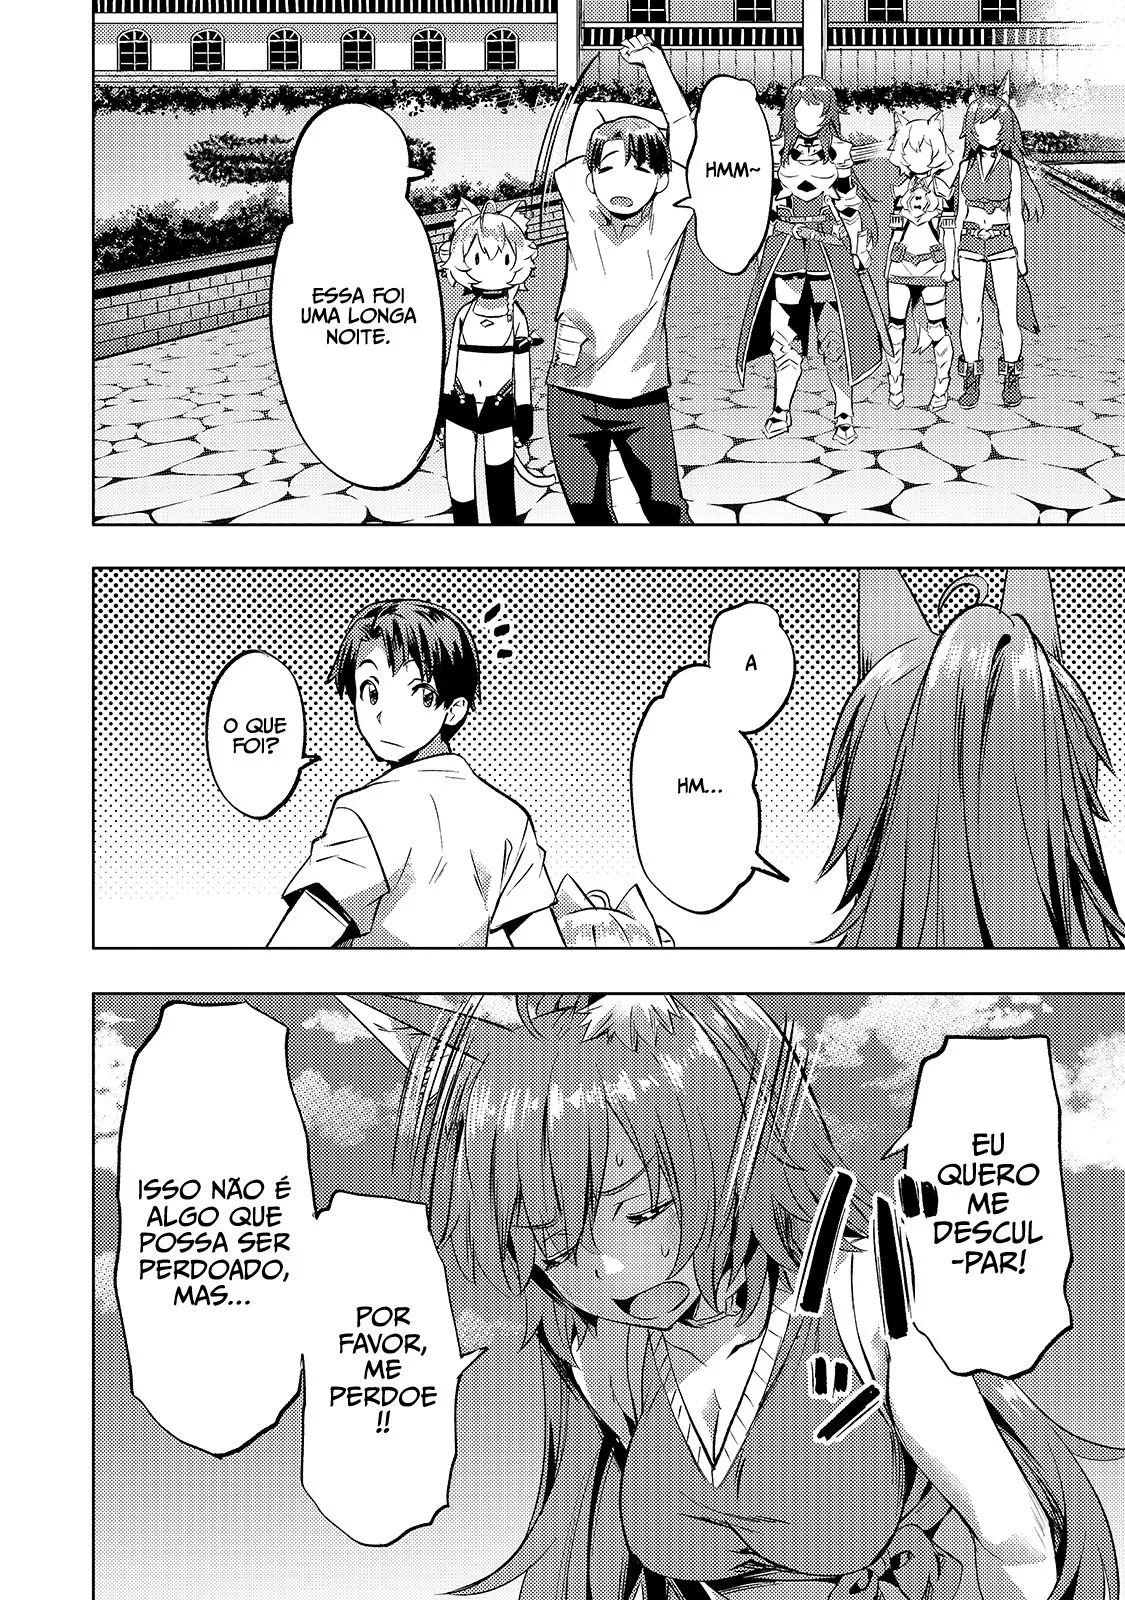 HMM~
ESSA FOI
UMA LONGA
NOITE.
A
HM...
O QUE
FOI?
EU
QUERO
ME
DESCUL
-PAR!
POR
FAVOR,
ME
PERDOE
!!
ISSO NÃO É
ALGO QUE
POSSA SER
PERDOADO,
MAS...